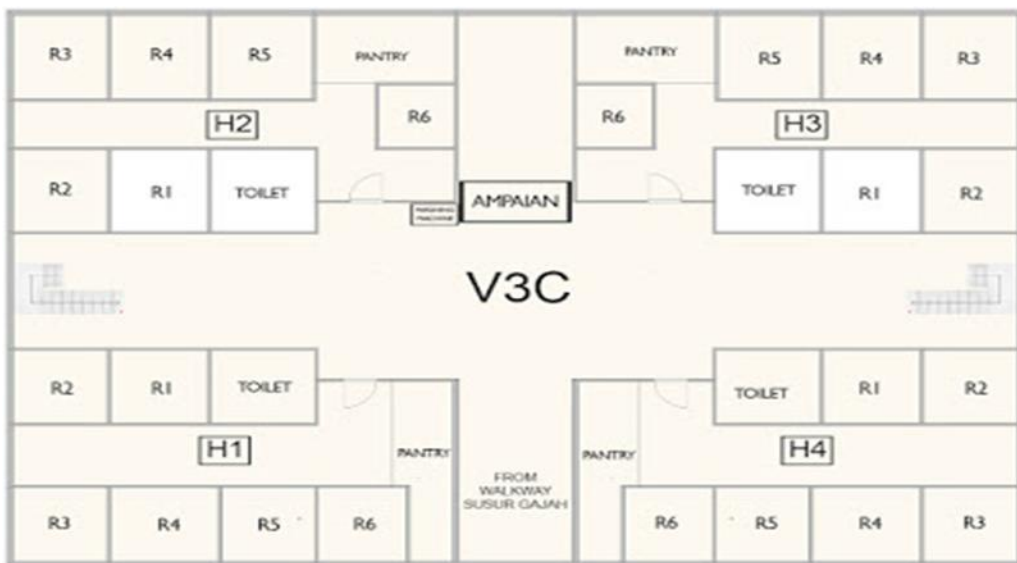 R3 R4 R5 PANTRY PANTRY R5 R4 R3
R6 R6
H2 H3
R2 R1 TOILET TOILET R1 R2
AMPAIAN
WASHING
MACHINE
V3C
R2 R1 TOILET TOILET R1 R2
H1 PANTRY PANTRY H4
FROM
WALKWAY
SUSUR GAJAH
R3 R4 R5 R6 R6 R5 R4 R3